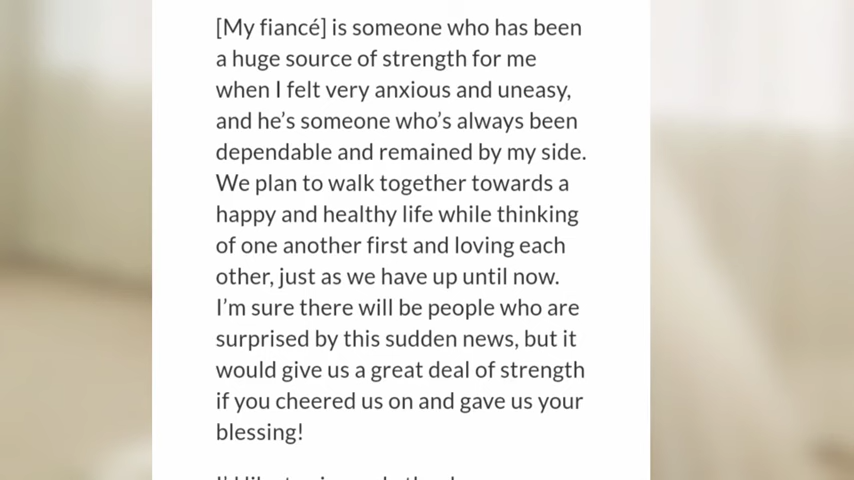 [My fiancé] is someone who has been
a huge source of strength for me
when I felt very anxious and uneasy,
and he’s someone who’s always been
dependable and remained by my side.
We plan to walk together towards a
happy and healthy life while thinking
of one another first and loving each
other, just as we have up until now.
I’m sure there will be people who are
surprised by this sudden news, but it
would give us a great deal of strength
if you cheered us on and gave us your
blessing!